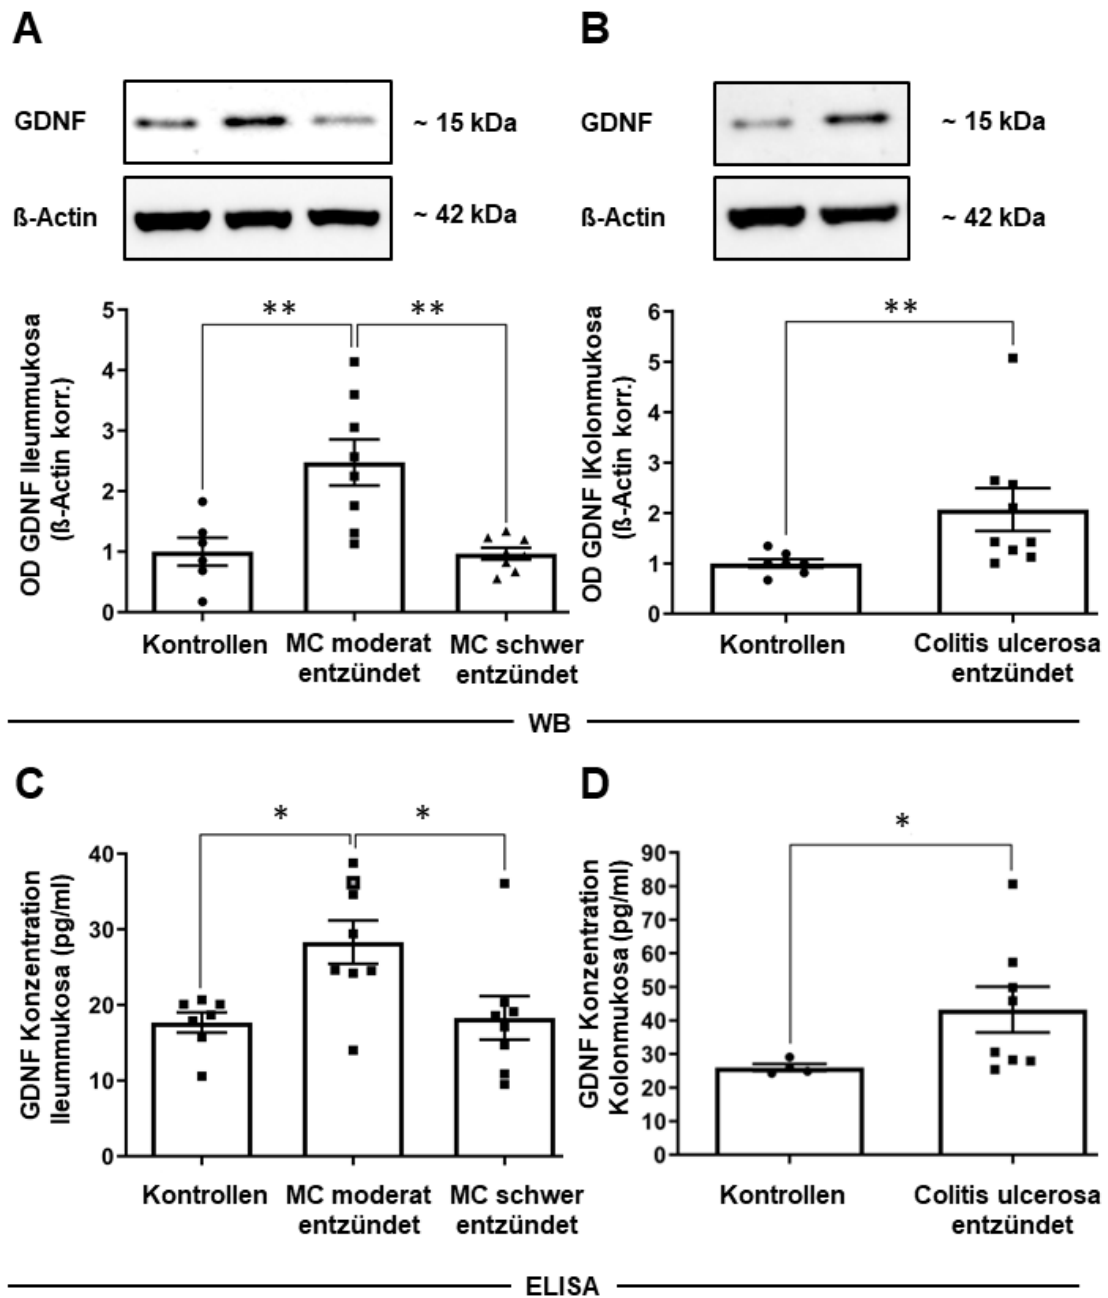 A
GDNF
~ 15 kDa
ß-Actin
~ 42 kDa
OD GDNF Ileummukosa
(ß-Actin korr.)
5
4
3
2
1
0
**
**
Kontrollen
MC moderat
entzündet
MC schwer
entzündet
B
GDNF
~ 15 kDa
ß-Actin
~ 42 kDa
OD GDNF lKolonmukosa
(ß-Actin korr.)
6
5
4
3
2
1
0
**
Kontrollen
Colitis ulcerosa
entzündet
WB
C
GDNF Konzentration
Ileummukosa (pg/ml)
40
30
20
10
0
*
*
Kontrollen
MC moderat
entzündet
MC schwer
entzündet
D
GDNF Konzentration
Kolonmukosa (pg/ml)
90
80
70
60
50
40
30
20
10
0
*
Kontrollen
Colitis ulcerosa
entzündet
ELISA